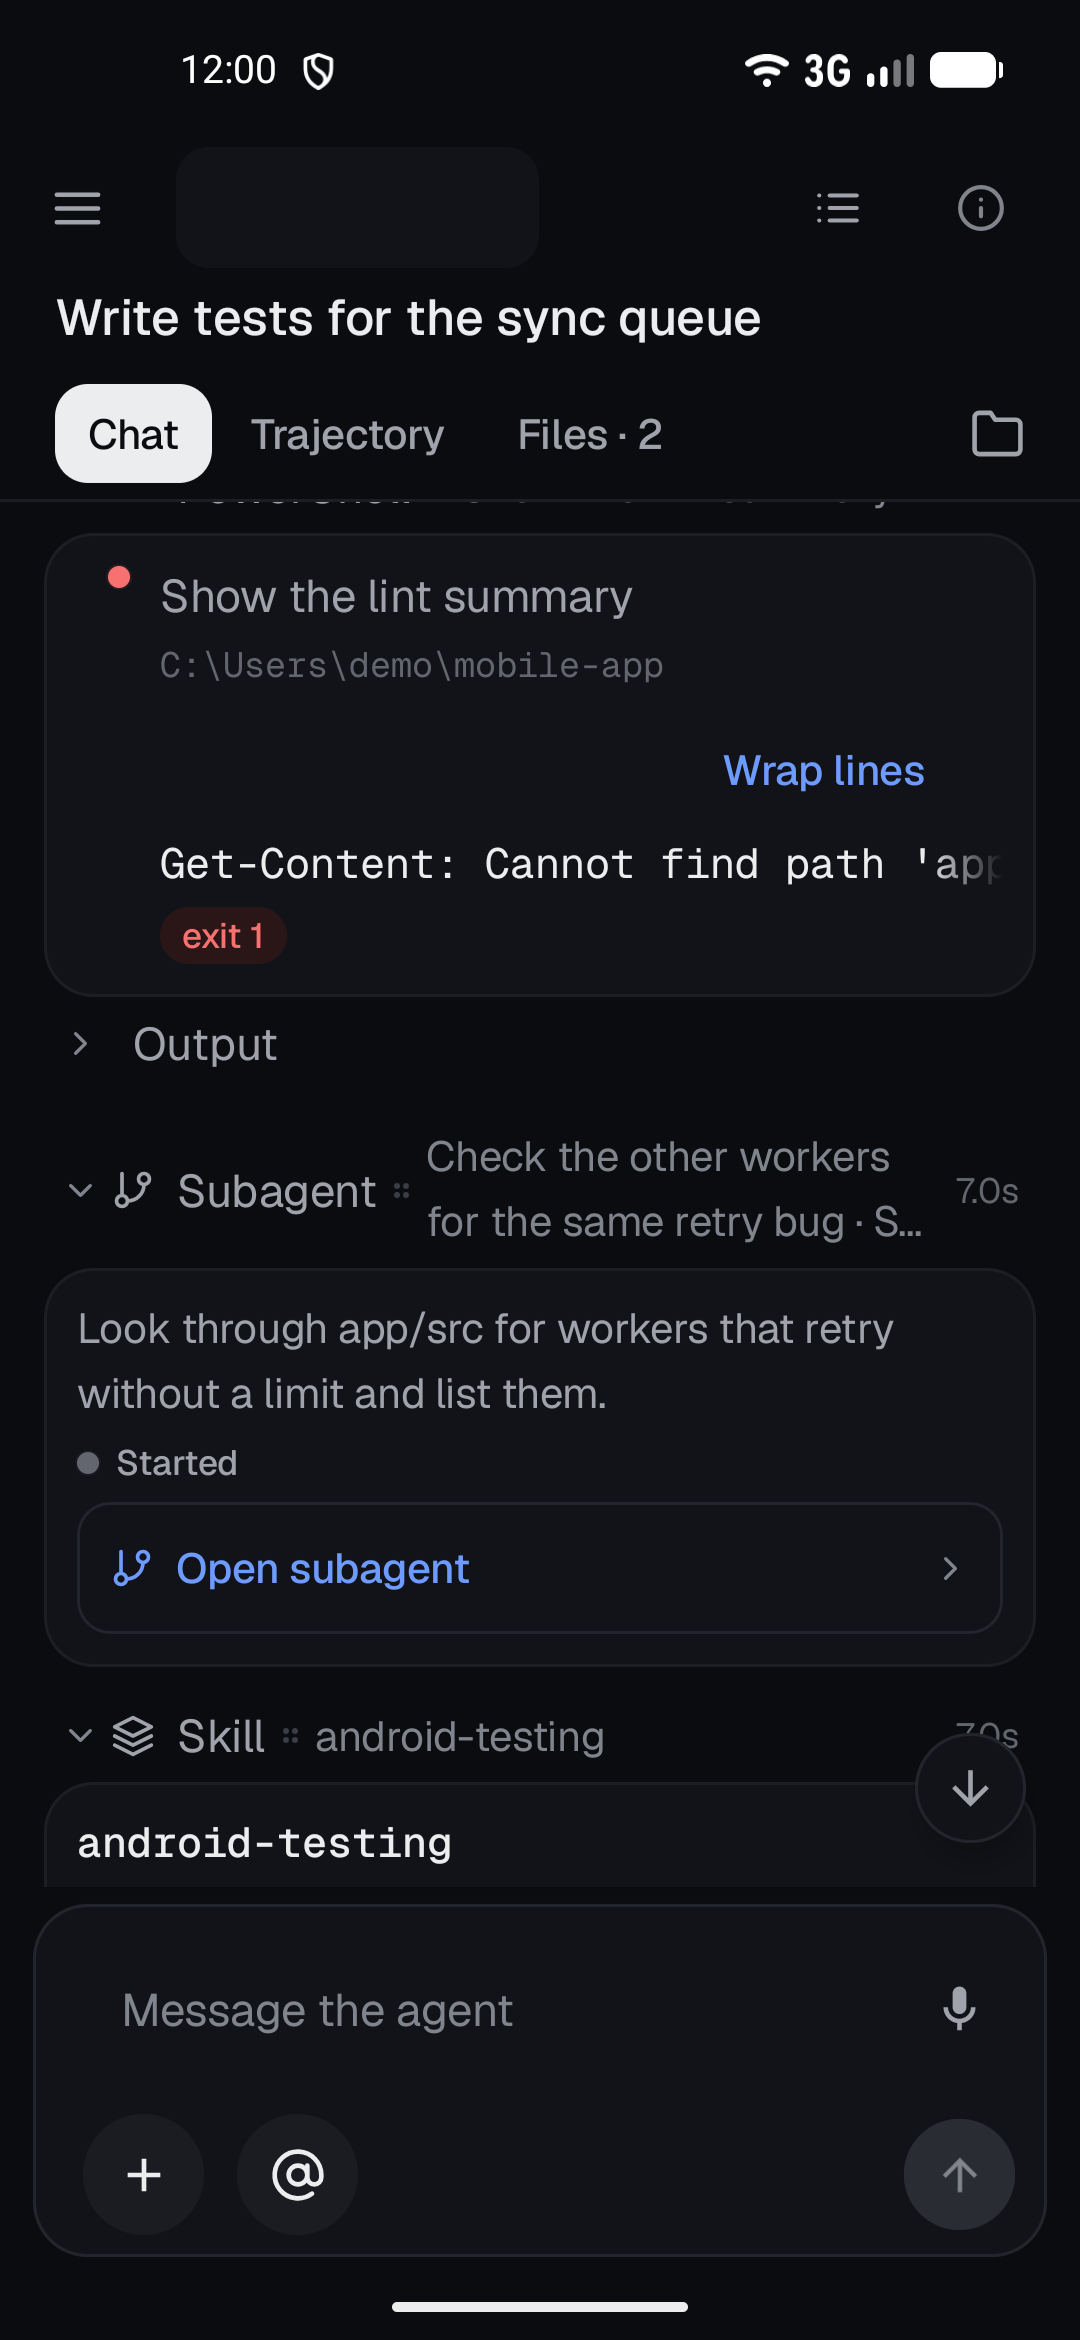 12:00
3G
Write tests for the sync queue
Chat
Trajectory
Files · 2
Show the lint summary
C:\Users\demo\mobile-app
Wrap lines
Get-Content: Cannot find path 'app
exit 1
Output
Subagent
Check the other workers
for the same retry bug · S...
7.0s
Look through app/src for workers that retry
without a limit and list them.
Started
Open subagent
Skill
android-testing
7.0s
android-testing
Message the agent